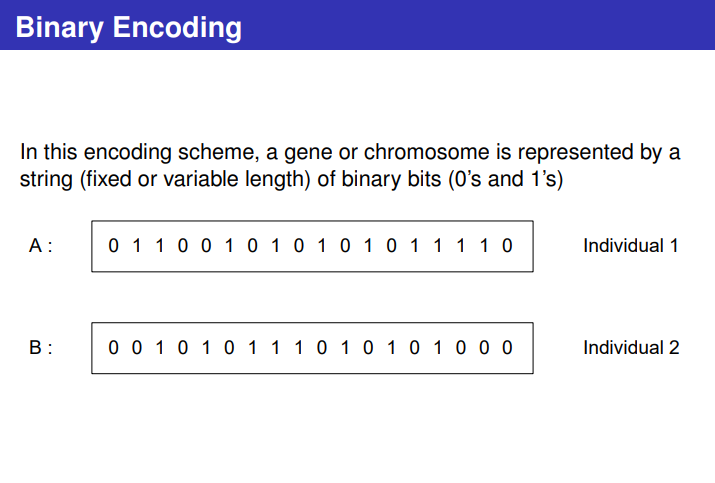 Binary Encoding
In this encoding scheme, a gene or chromosome is represented by a
string (fixed or variable length) of binary bits (0’s and 1’s)
A : 0 1 1 0 0 1 0 1 0 1 0 1 0 1 1 1 1 0 Individual 1
B : 0 0 1 0 1 0 1 1 1 0 1 0 1 0 1 0 0 0 Individual 2